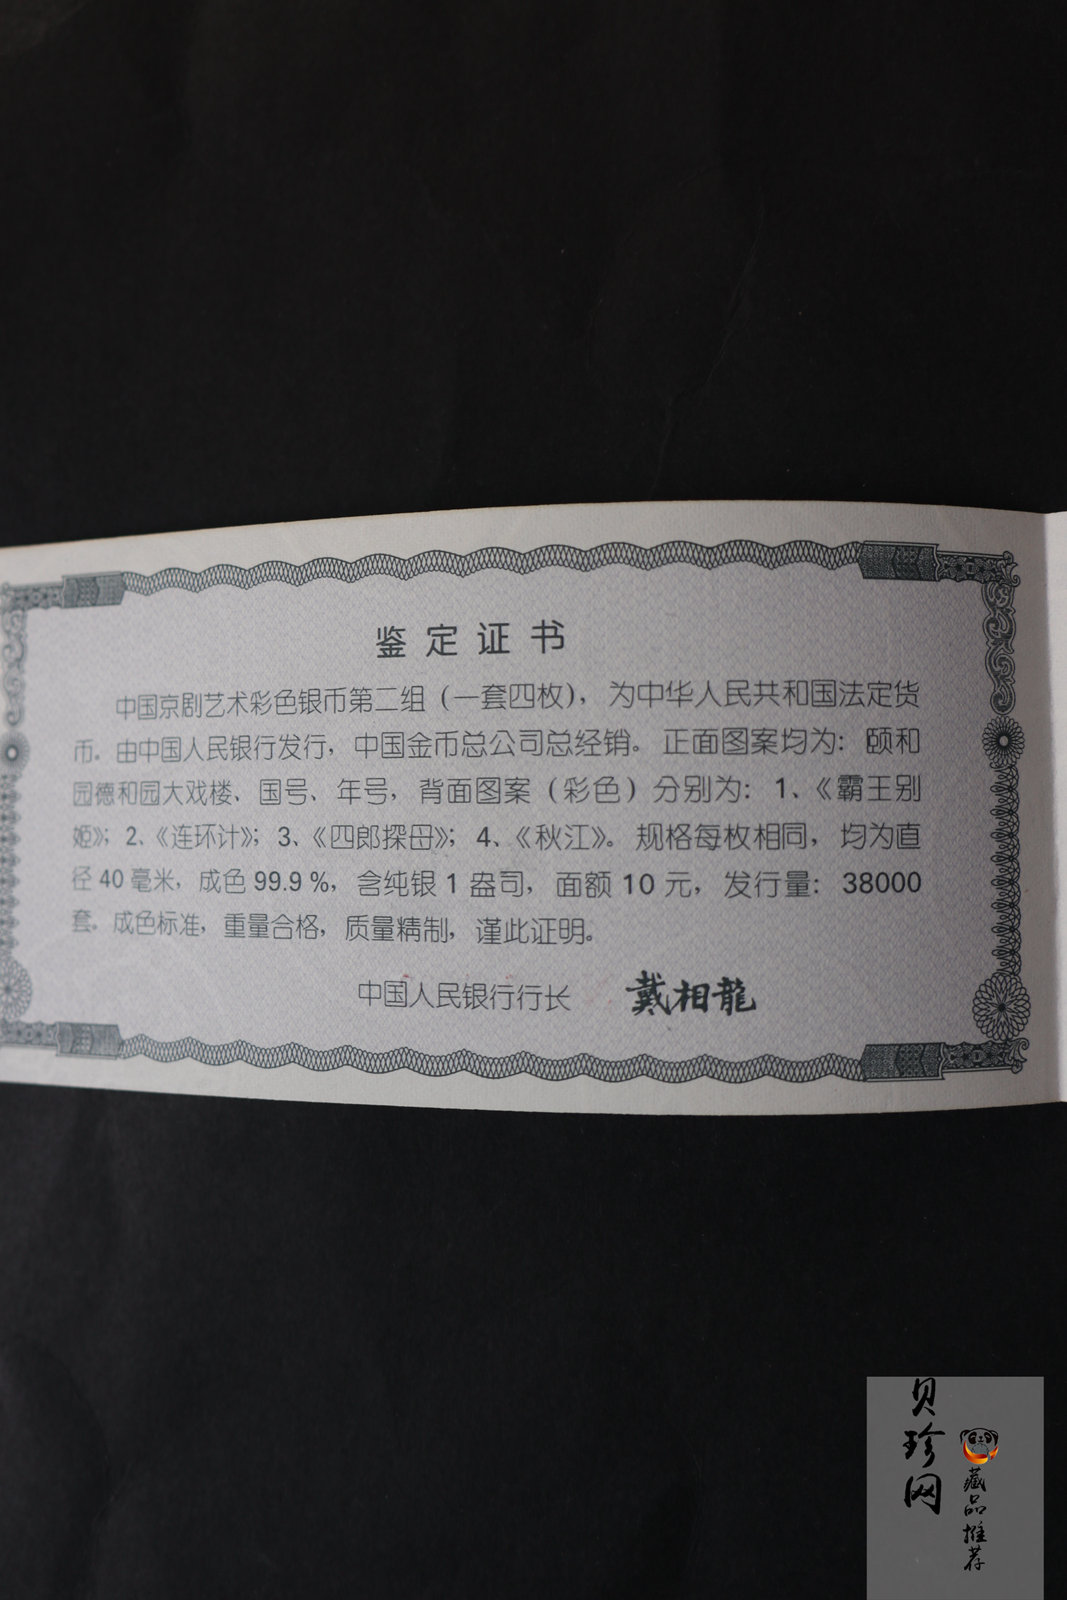 鉴定证书
中国京剧艺术彩色银币第二组（一套四枚），为中华人民共和国法定货
币。由中国人民银行发行，中国金币总公司总经销。正面图案均为：颐和
园德和园大戏楼、国号、年号，背面图案（彩色）分别为：1、《霸王别
姬》；2、《连环计》；3、《四郎探母》；4、《秋江》。规格每枚相同，均为直
径40毫米，成色99.9%，含纯银1盎司，面额10元，发行量：38000
套。成色标准，重量合格，质量精制，谨此证明。
中国人民银行行长 戴相龍
贝珍网
藏品推荐